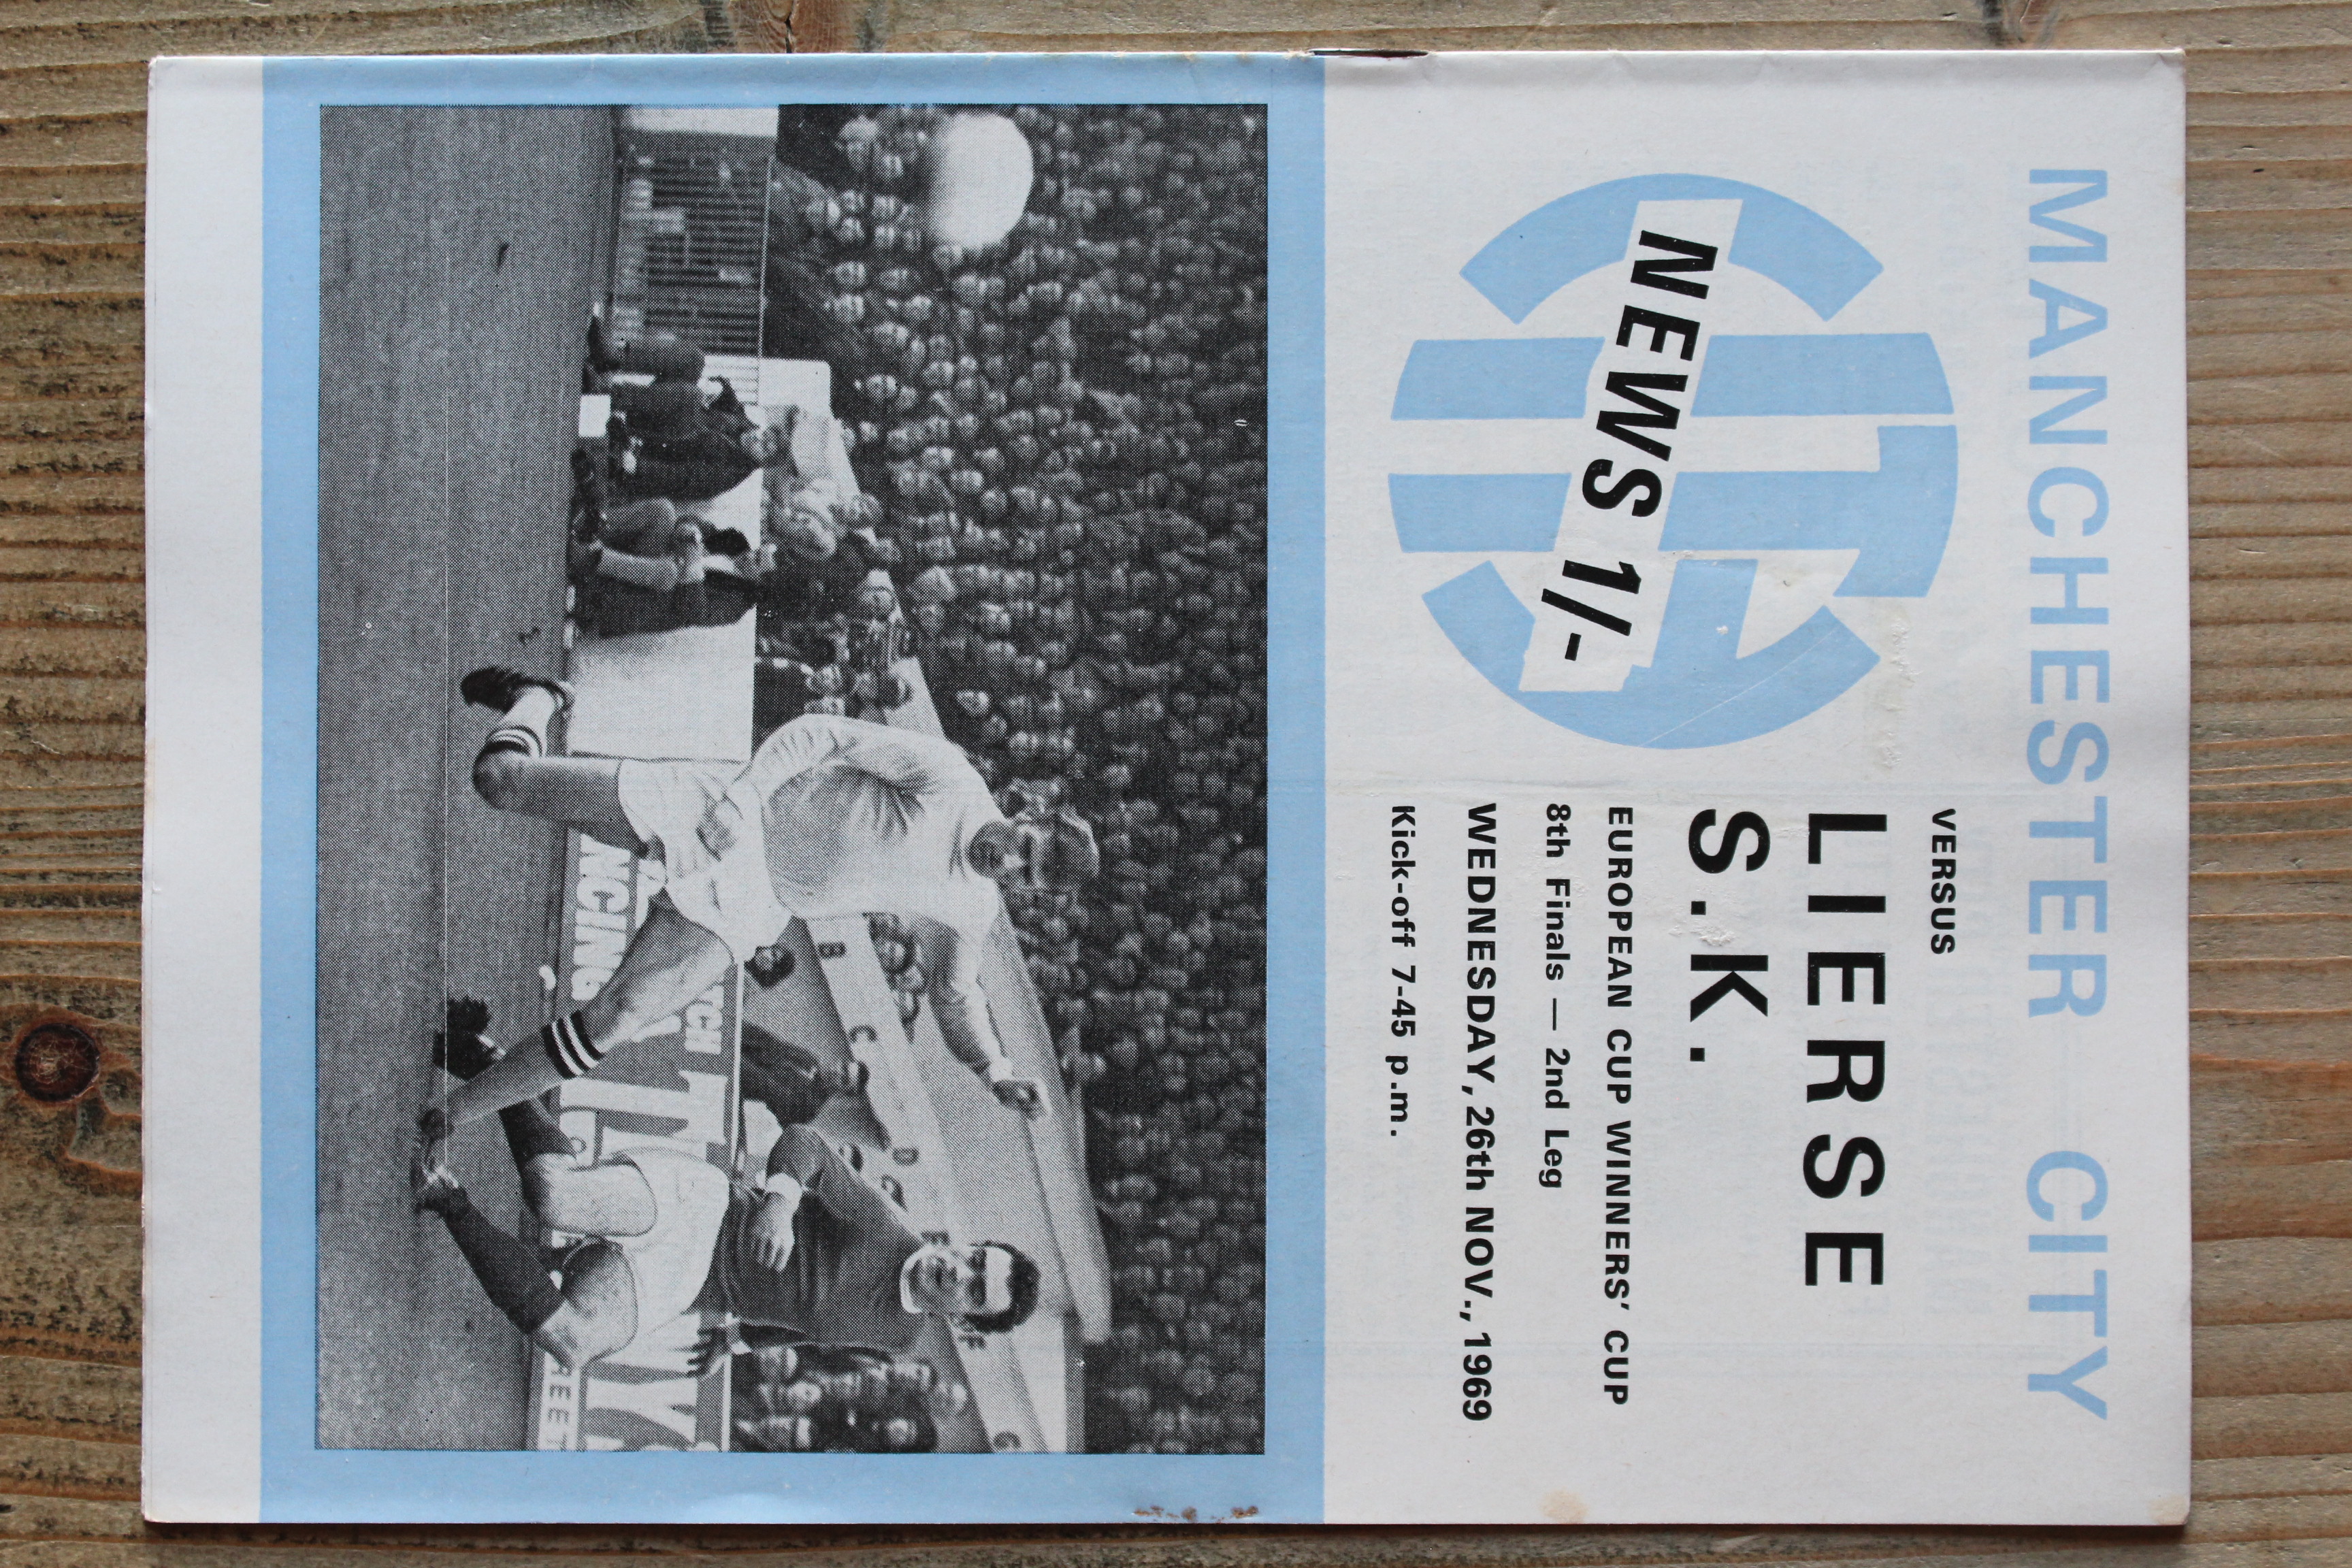 MANCHESTER CITY
NEWS 1/-
VERSUS
LIERSE
S.K.
EUROPEAN CUP WINNERS' CUP
8th Finals — 2nd Leg
WEDNESDAY, 26th NOV., 1969
Kick-off 7-45 p.m.
B
C
D
E
F
G